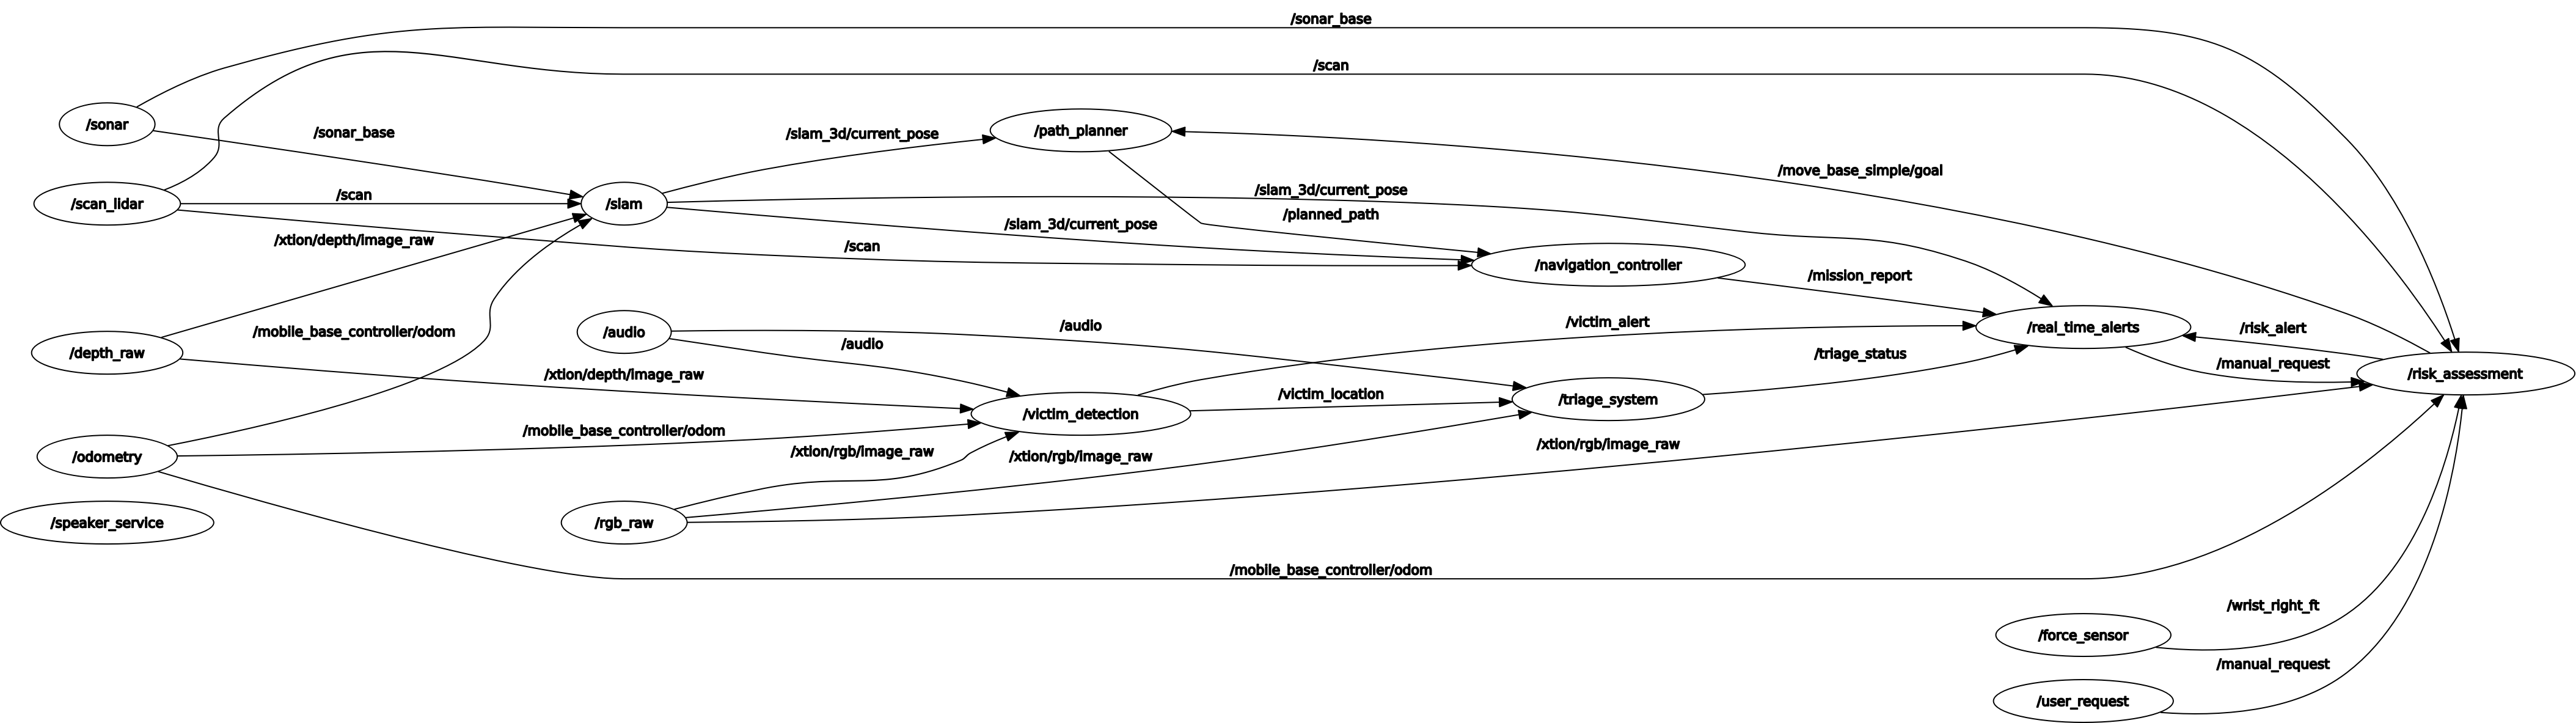 /sonar_base
/scan
/sonar
/sonar_base
/slam_3d/current_pose
/path_planner
/move_base_simple/goal
/scan_lidar
/scan
/slam
/slam_3d/current_pose
/planned_path
/slam_3d/current_pose
/xtion/depth/image_raw
/scan
/navigation_controller
/mission_report
/mobile_base_controller/odom
/audio
/audio
/audio
/victim_alert
/real_time_alerts
/risk_alert
/depth_raw
/triage_status
/manual_request
/risk_assessment
/xtion/depth/image_raw
/victim_location
/victim_detection
/triage_system
/mobile_base_controller/odom
/xtion/rgb/image_raw
/odometry
/xtion/rgb/image_raw
/xtion/rgb/image_raw
/speaker_service
/rgb_raw
/mobile_base_controller/odom
/wrist_right_ft
/force_sensor
/manual_request
/user_request